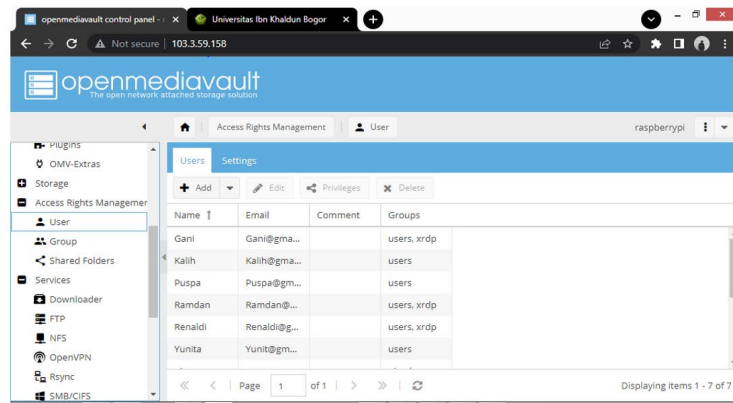 openmediavault control panel -
Universitas Ibn Khaldun Bogor
Not secure | 103.3.59.158
openmediavault
The open network attached storage solution
Access Rights Management
User
raspberrypi
Plugins
OMV-Extras
Storage
Access Rights Managemer
User
Group
Shared Folders
Services
Downloader
FTP
NFS
OpenVPN
Rsync
SMB/CIFS
Users Settings
Add Edit Privileges Delete
Name Email Comment Groups
Gani Gani@gma... users, xrdp
Kalih Kalih@gma... users
Puspa Puspa@gm... users
Ramdan Ramdan@... users, xrdp
Renaldi Renaldi@g... users, xrdp
Yunita Yunit@gm... users
Page 1 of 1
Displaying items 1 - 7 of 7